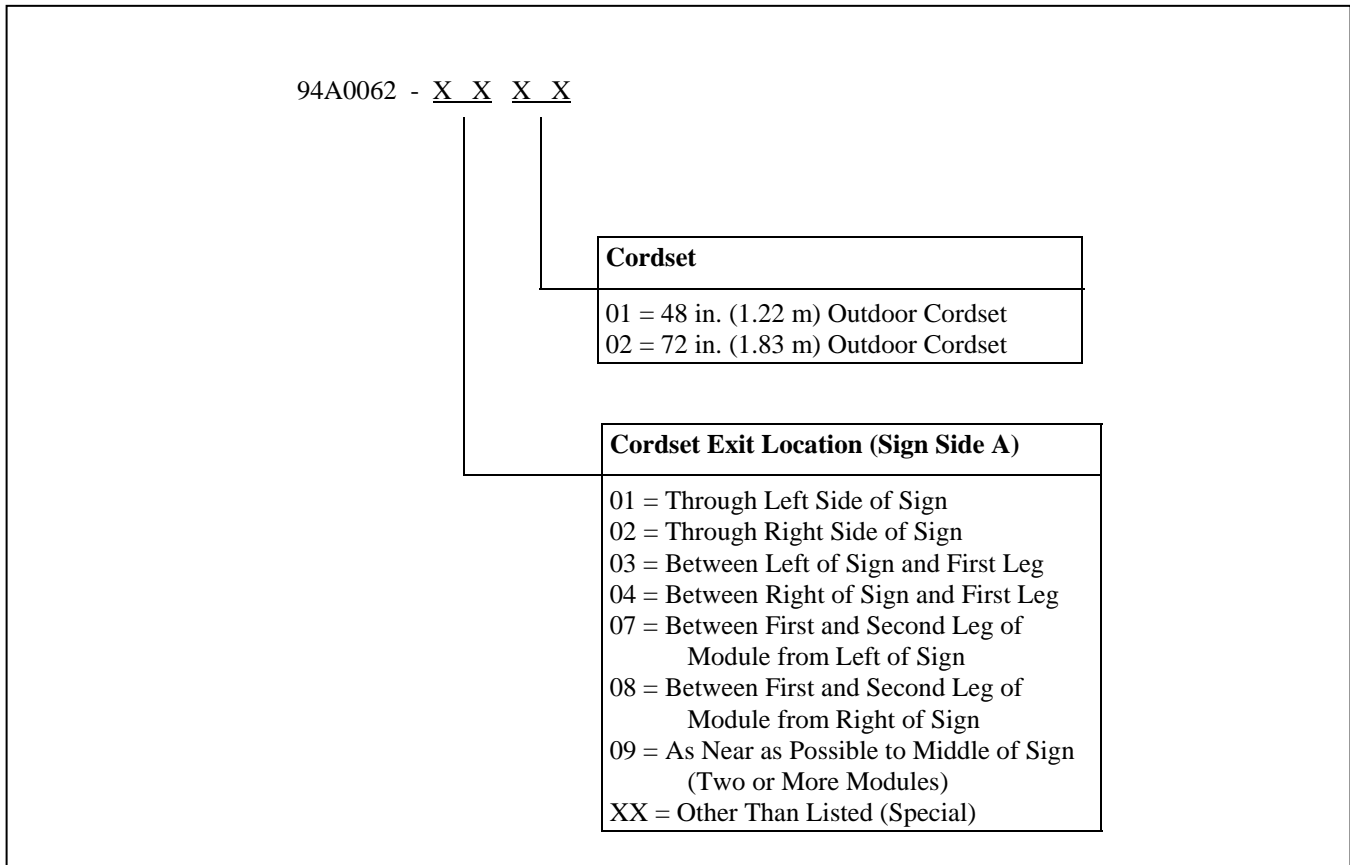 94A0062 - X X X X
Cordset
01 = 48 in. (1.22 m) Outdoor Cordset
02 = 72 in. (1.83 m) Outdoor Cordset
Cordset Exit Location (Sign Side A)
01 = Through Left Side of Sign
02 = Through Right Side of Sign
03 = Between Left of Sign and First Leg
04 = Between Right of Sign and First Leg
07 = Between First and Second Leg of
Module from Left of Sign
08 = Between First and Second Leg of
Module from Right of Sign
09 = As Near as Possible to Middle of Sign
(Two or More Modules)
XX = Other Than Listed (Special)